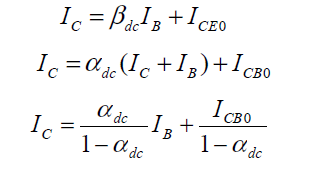 I_C = β_dc I_B + I_CE0
I_C = α_dc (I_C + I_B) + I_CB0
I_C = α_dc / (1 − α_dc) I_B + I_CB0 / (1 − α_dc)